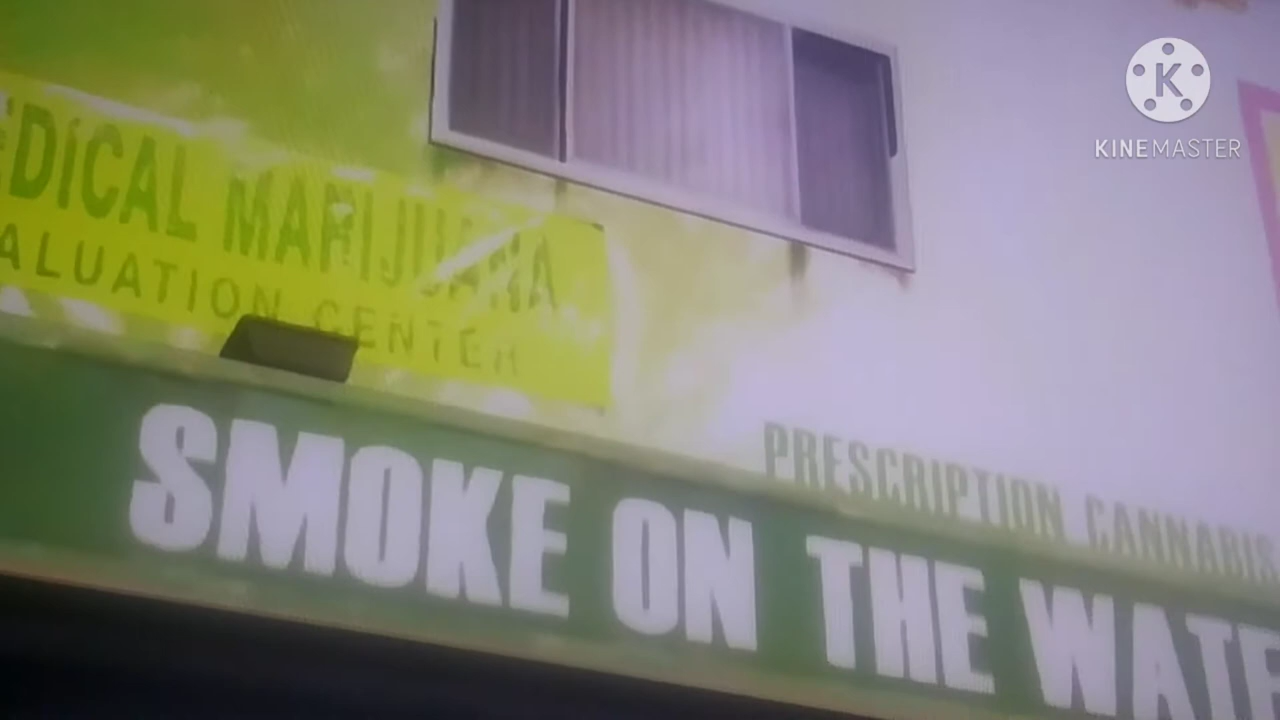 K
KINEMASTER
EDICAL MARIJUANA
ALUATION CENTER
PRESCRIPTION CANNABIS
SMOKE ON THE WATE